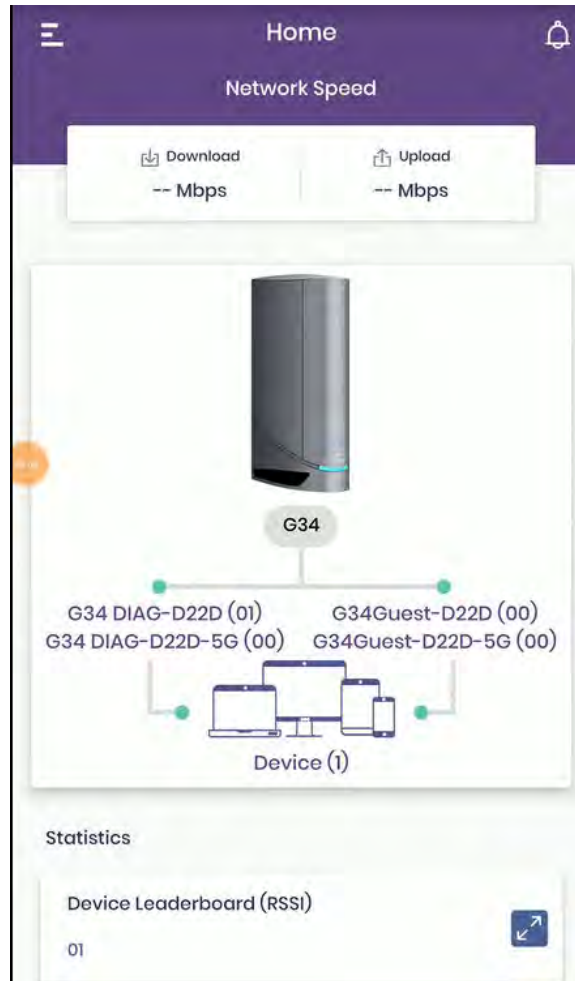 Home
Network Speed
Download
Upload
-- Mbps
-- Mbps
G34
G34 DIAG-D22D (01)
G34Guest-D22D (00)
G34 DIAG-D22D-5G (00)
G34Guest-D22D-5G (00)
Device (1)
Statistics
Device Leaderboard (RSSI)
01